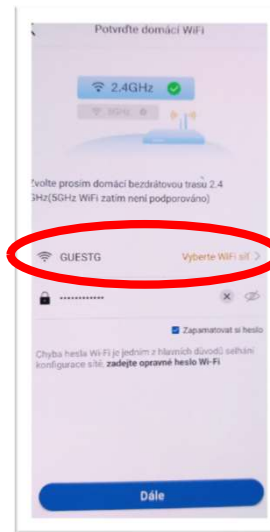 Potvrďte domácí WiFi
2.4GHz
5GHz
Zvolte prosím domácí bezdrátovou trasu 2.4
GHz(5GHz WiFi zatím není podporováno)
GUESTG Vyberte WiFi síť >
••••••••••••
Zapamatovat si heslo
Chyba hesla Wi-Fi je jedním z hlavních důvodů selhání
konfigurace sítě, zadejte opravné heslo Wi-Fi
Dále